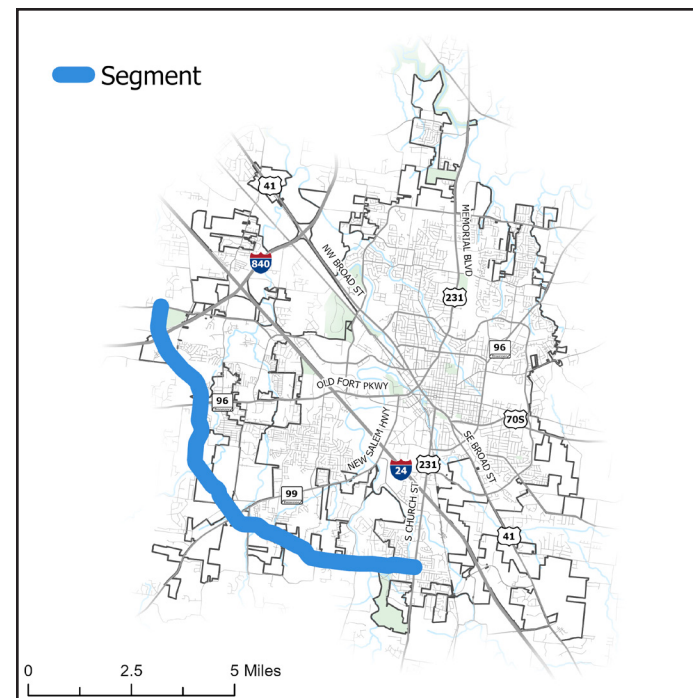 Segment
41
840
NW BROAD ST
MEMORIAL BLVD
231
96
OLD FORT PKWY
96
70S
NEW SALEM HWY
SE BROAD ST
24
231
99
S CHURCH ST
41
0 2.5 5 Miles